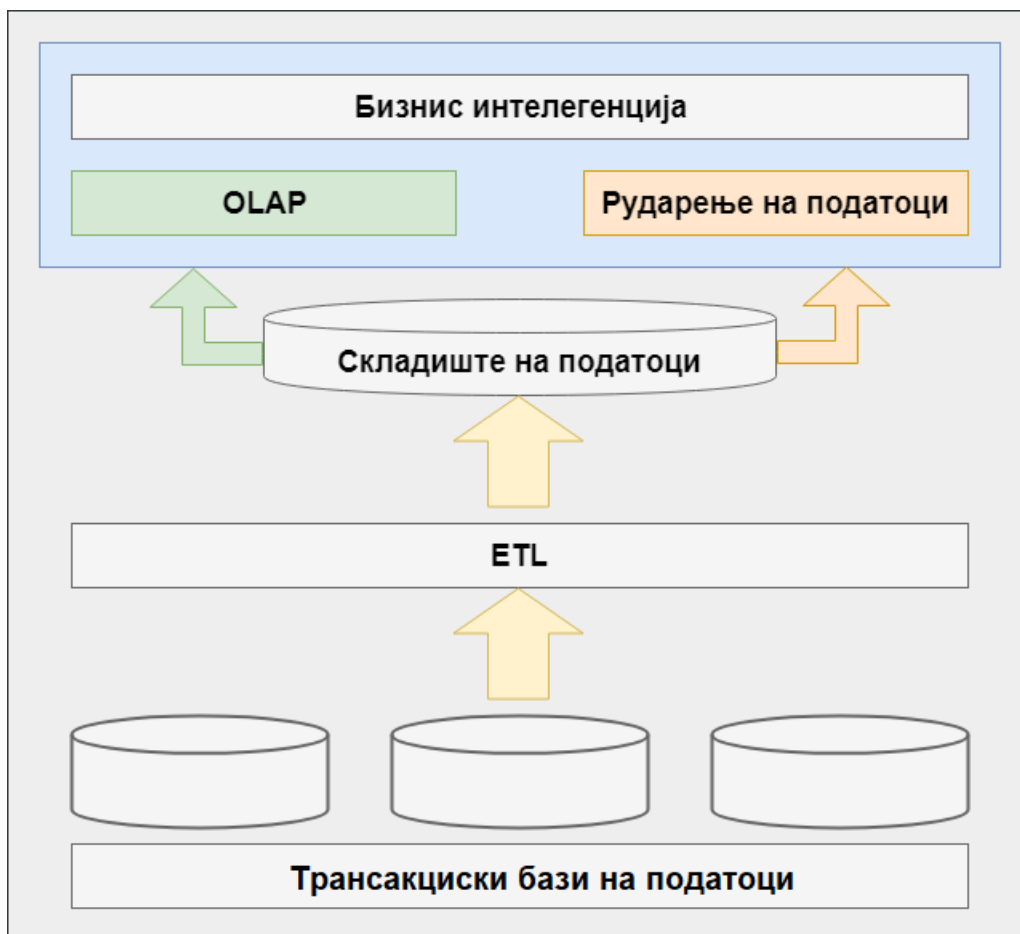 Бизнис интелегенција
OLAP
Рударење на податоци
Складиште на податоци
ETL
Трансакциски бази на податоци